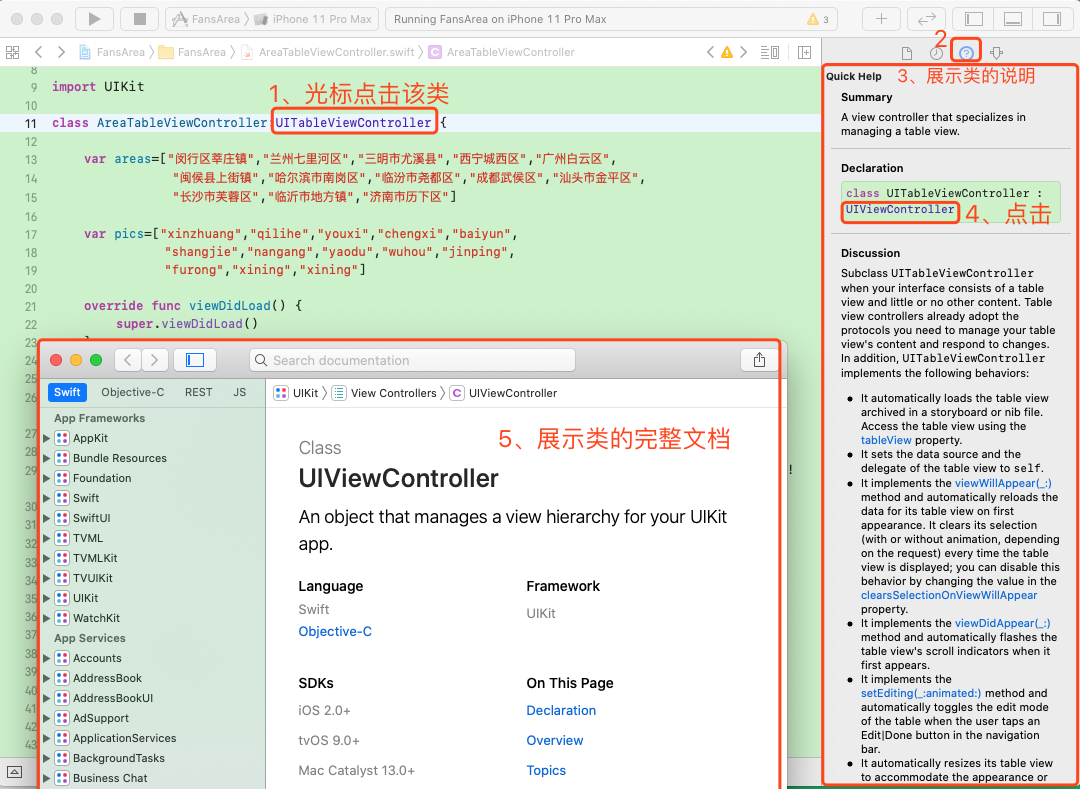 FansArea 〉 iPhone 11 Pro Max
Running FansArea on iPhone 11 Pro Max
3
FansArea 〉 FansArea 〉 AreaTableViewController.swift 〉 C AreaTableViewController
2
8
9 import UIKit
10
1、光标点击该类
11 class AreaTableViewController:UITableViewController {
12
13 var areas=["闵行区莘庄镇","兰州七里河区","三明市尤溪县","西宁城西区","广州白云区",
14 "闽侯县上街镇","哈尔滨市南岗区","临汾市尧都区","成都武侯区","汕头市金平区",
15 "长沙市芙蓉区","临沂市地方镇","济南市历下区"]
16
17 var pics=["xinzhuang","qilihe","youxi","chengxi","baiyun",
18 "shangjie","nangang","yaodu","wuhou","jinping",
19 "furong","xining","xining"]
20
21 override func viewDidLoad() {
22 super.viewDidLoad()
23
24
25
26
27
28
29
!
30
31
32
33
34
35
36
37
38
39
40
41
42
43
Quick Help
3、展示类的说明
Summary
A view controller that specializes in
managing a table view.
Declaration
class UITableViewController :
UIViewController
4、点击
Discussion
Subclass UITableViewController
when your interface consists of a table
view and little or no other content. Table
view controllers already adopt the
protocols you need to manage your table
view's content and respond to changes.
In addition, UITableViewController
implements the following behaviors:
• It automatically loads the table view
archived in a storyboard or nib file.
Access the table view using the
tableView property.
• It sets the data source and the
delegate of the table view to self.
• It implements the viewWillAppear(_:)
method and automatically reloads the
data for its table view on first
appearance. It clears its selection
(with or without animation, depending
on the request) every time the table
view is displayed; you can disable this
behavior by changing the value in the
clearsSelectionOnViewWillAppear
property.
• It implements the viewDidAppear(_:)
method and automatically flashes the
table view's scroll indicators when it
first appears.
• It implements the
setEditing(_:animated:) method and
automatically toggles the edit mode
of the table when the user taps an
Edit|Done button in the navigation
bar.
• It automatically resizes its table view
to accommodate the appearance or
Search documentation
Swift Objective-C REST JS
App Frameworks
AppKit
Bundle Resources
Foundation
Swift
SwiftUI
TVML
TVMLKit
TVUIKit
UIKit
WatchKit
App Services
Accounts
AddressBook
AddressBookUI
AdSupport
ApplicationServices
BackgroundTasks
Business Chat
UIKit 〉 View Controllers 〉 C UIViewController
5、展示类的完整文档
Class
UIViewController
An object that manages a view hierarchy for your UIKit
app.
Language
Swift
Objective-C
Framework
UIKit
SDKs
iOS 2.0+
tvOS 9.0+
Mac Catalyst 13.0+
On This Page
Declaration
Overview
Topics